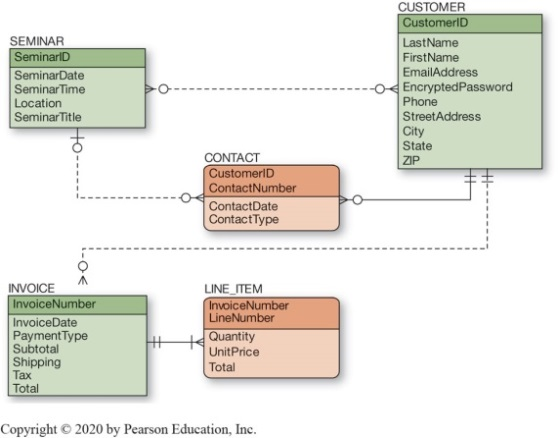 CUSTOMER
CustomerID
LastName
FirstName
EmailAddress
EncryptedPassword
Phone
StreetAddress
City
State
ZIP
SEMINAR
SeminarID
SeminarDate
SeminarTime
Location
SeminarTitle
CONTACT
CustomerID
ContactNumber
ContactDate
ContactType
INVOICE
InvoiceNumber
InvoiceDate
PaymentType
Subtotal
Shipping
Tax
Total
LINE_ITEM
InvoiceNumber
LineNumber
Quantity
UnitPrice
Total
Copyright © 2020 by Pearson Education, Inc.